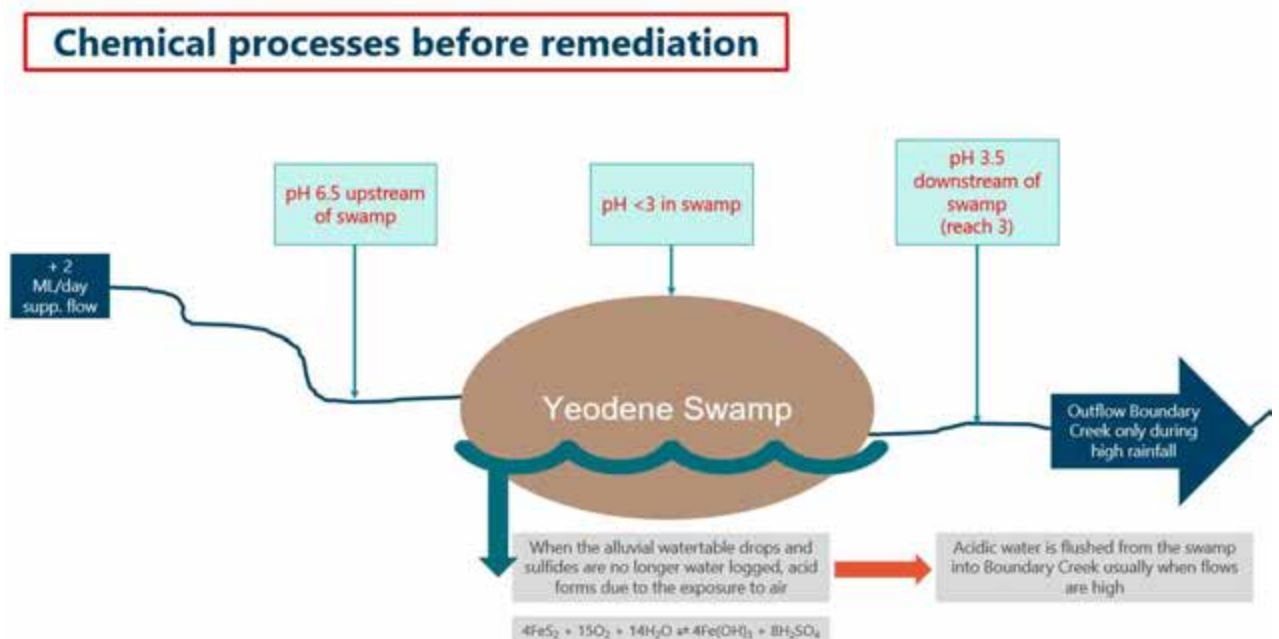 Chemical processes before remediation
pH 6.5 upstream
of swamp
pH <3 in swamp
pH 3.5
downstream of
swamp
(reach 3)
+ 2
ML/day
supp. flow
Yeodene Swamp
Outflow Boundary
Creek only during
high rainfall
When the alluvial watertable drops and
sulfides are no longer water logged, acid
forms due to the exposure to air
Acidic water is flushed from the swamp
into Boundary Creek usually when flows
are high
4FeS₂ + 15O₂ + 14H₂O ⇄ 4Fe(OH)₃ + 8H₂SO₄